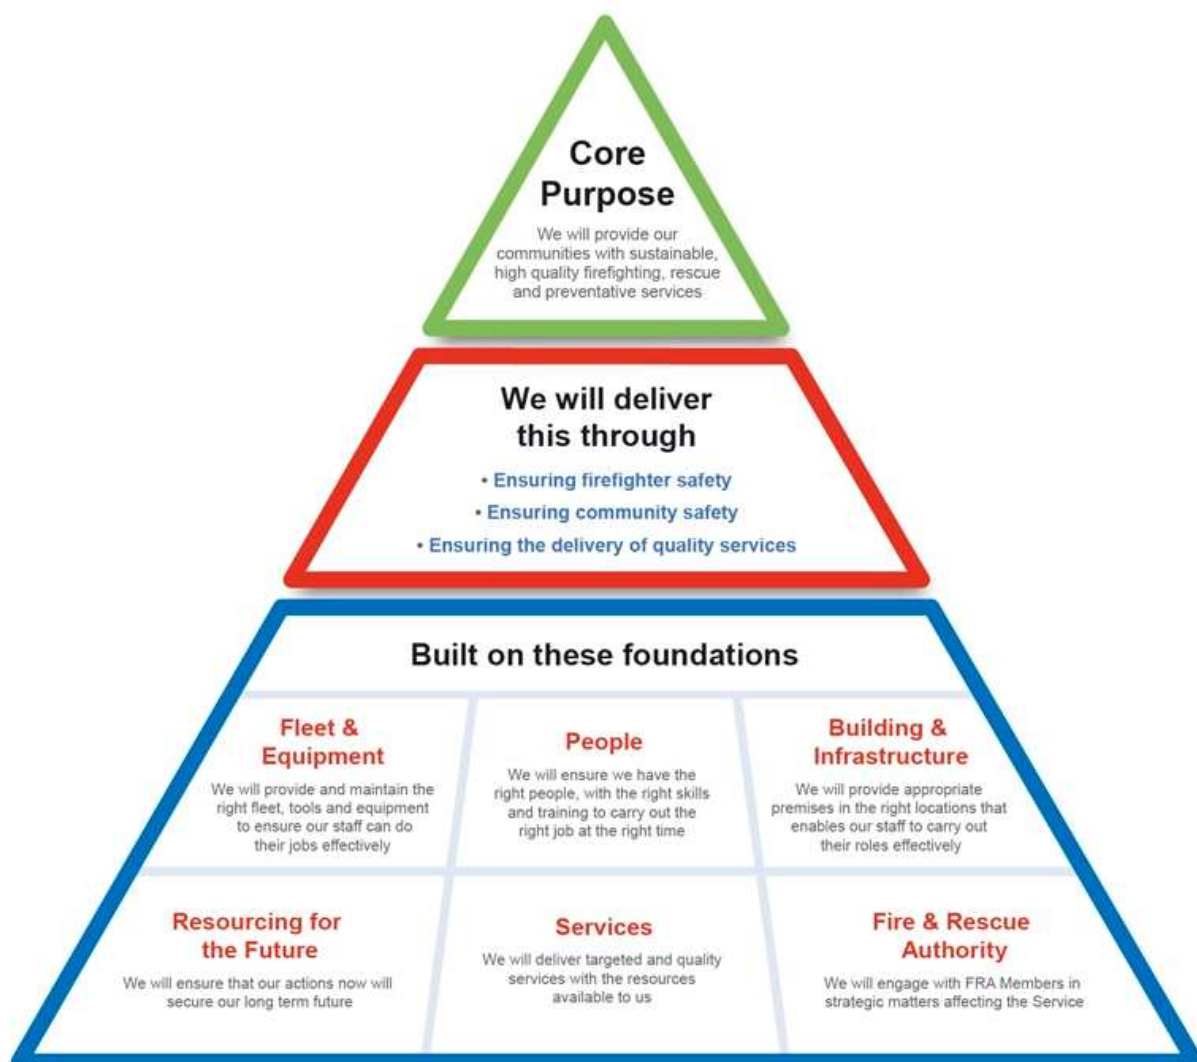 Core
Purpose
We will provide our
communities with sustainable,
high quality firefighting, rescue
and preventative services
We will deliver
this through
• Ensuring firefighter safety
• Ensuring community safety
• Ensuring the delivery of quality services
Built on these foundations
Fleet &
Equipment
We will provide and maintain the
right fleet, tools and equipment
to ensure our staff can do
their jobs effectively
People
We will ensure we have the
right people, with the right skills
and training to carry out the
right job at the right time
Building &
Infrastructure
We will provide appropriate
premises in the right locations that
enables our staff to carry out
their roles effectively
Resourcing for
the Future
We will ensure that our actions now will
secure our long term future
Services
We will deliver targeted and quality
services with the resources
available to us
Fire & Rescue
Authority
We will engage with FRA Members in
strategic matters affecting the Service